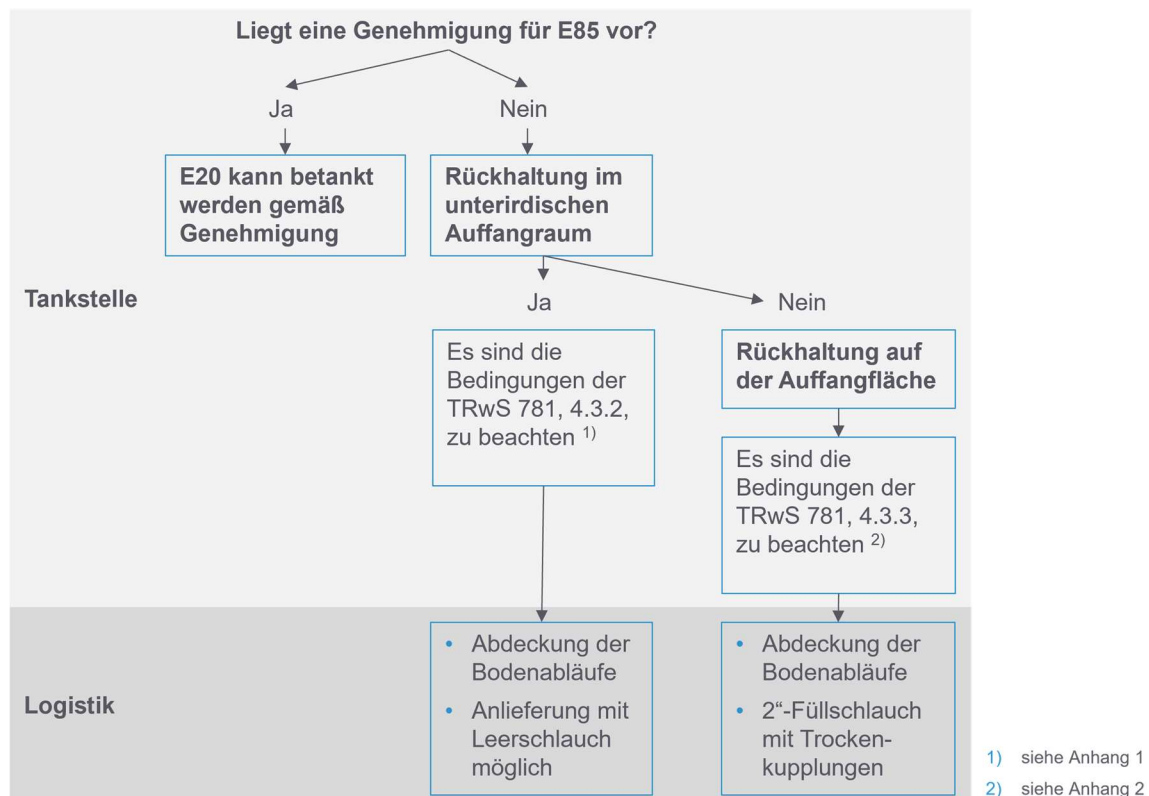 Liegt eine Genehmigung für E85 vor?
Ja
Nein
E20 kann betankt
werden gemäß
Genehmigung
Rückhaltung im
unterirdischen
Auffangraum
Tankstelle
Ja
Nein
Es sind die
Bedingungen der
TRwS 781, 4.3.2,
zu beachten 1)
Rückhaltung auf
der Auffangfläche
Es sind die
Bedingungen der
TRwS 781, 4.3.3,
zu beachten 2)
Logistik
• Abdeckung der
Bodenabläufe
• Anlieferung mit
Leerschlauch
möglich
• Abdeckung der
Bodenabläufe
• 2“-Füllschlauch
mit Trocken-
kupplungen
1) siehe Anhang 1
2) siehe Anhang 2